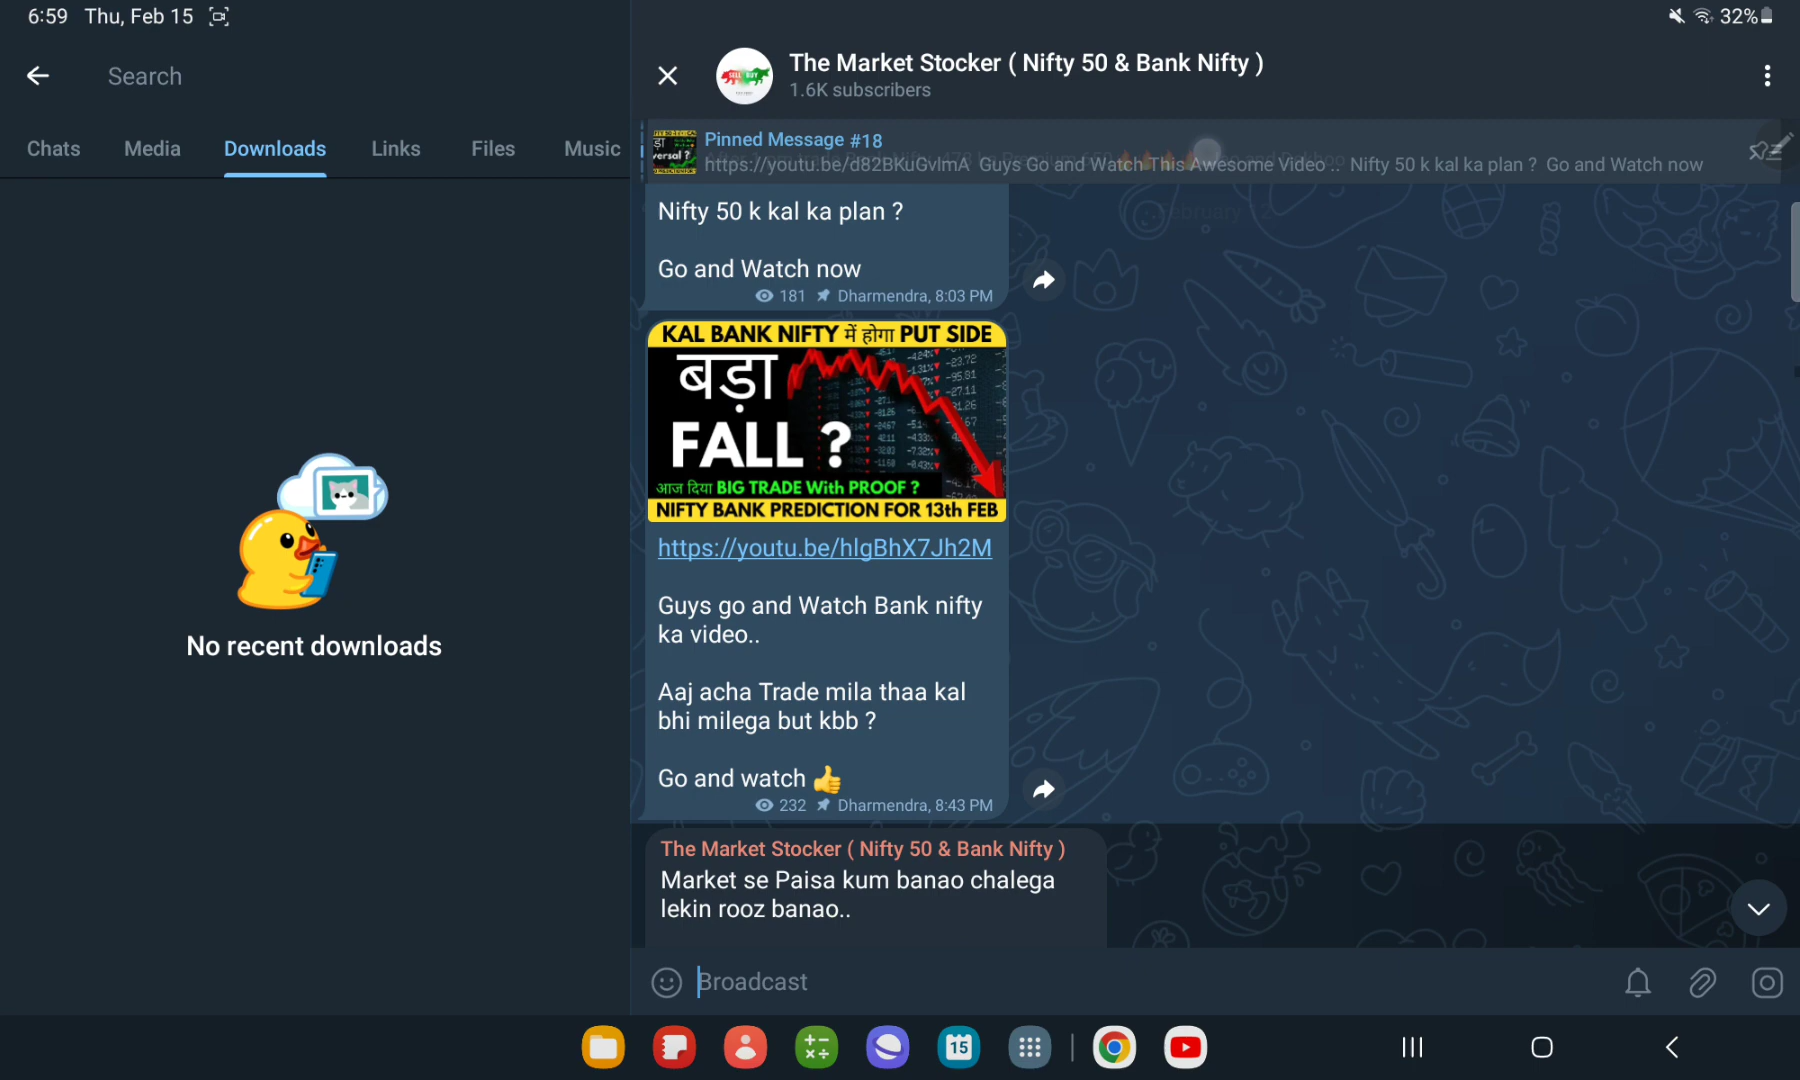 6:59 Thu, Feb 15
32%
Search
Chats Media Downloads Links Files Music
No recent downloads
The Market Stocker ( Nifty 50 & Bank Nifty )
1.6K subscribers
Pinned Message #18
https://youtu.be/d82BKuGvlmA Guys Go and Watch This Awesome Video .. Nifty 50 k kal ka plan ? Go and Watch now
February 12
Nifty 50 k kal ka plan ?
Go and Watch now
181 Dharmendra, 8:03 PM
KAL BANK NIFTY में होगा PUT SIDE
बड़ा
FALL ?
आज दिया BIG TRADE With PROOF ?
NIFTY BANK PREDICTION FOR 13th FEB
https://youtu.be/hlgBhX7Jh2M
Guys go and Watch Bank nifty
ka video..
Aaj acha Trade mila thaa kal
bhi milega but kbb ?
Go and watch 👍
232 Dharmendra, 8:43 PM
The Market Stocker ( Nifty 50 & Bank Nifty )
Market se Paisa kum banao chalega
lekin rooz banao..
Broadcast
15